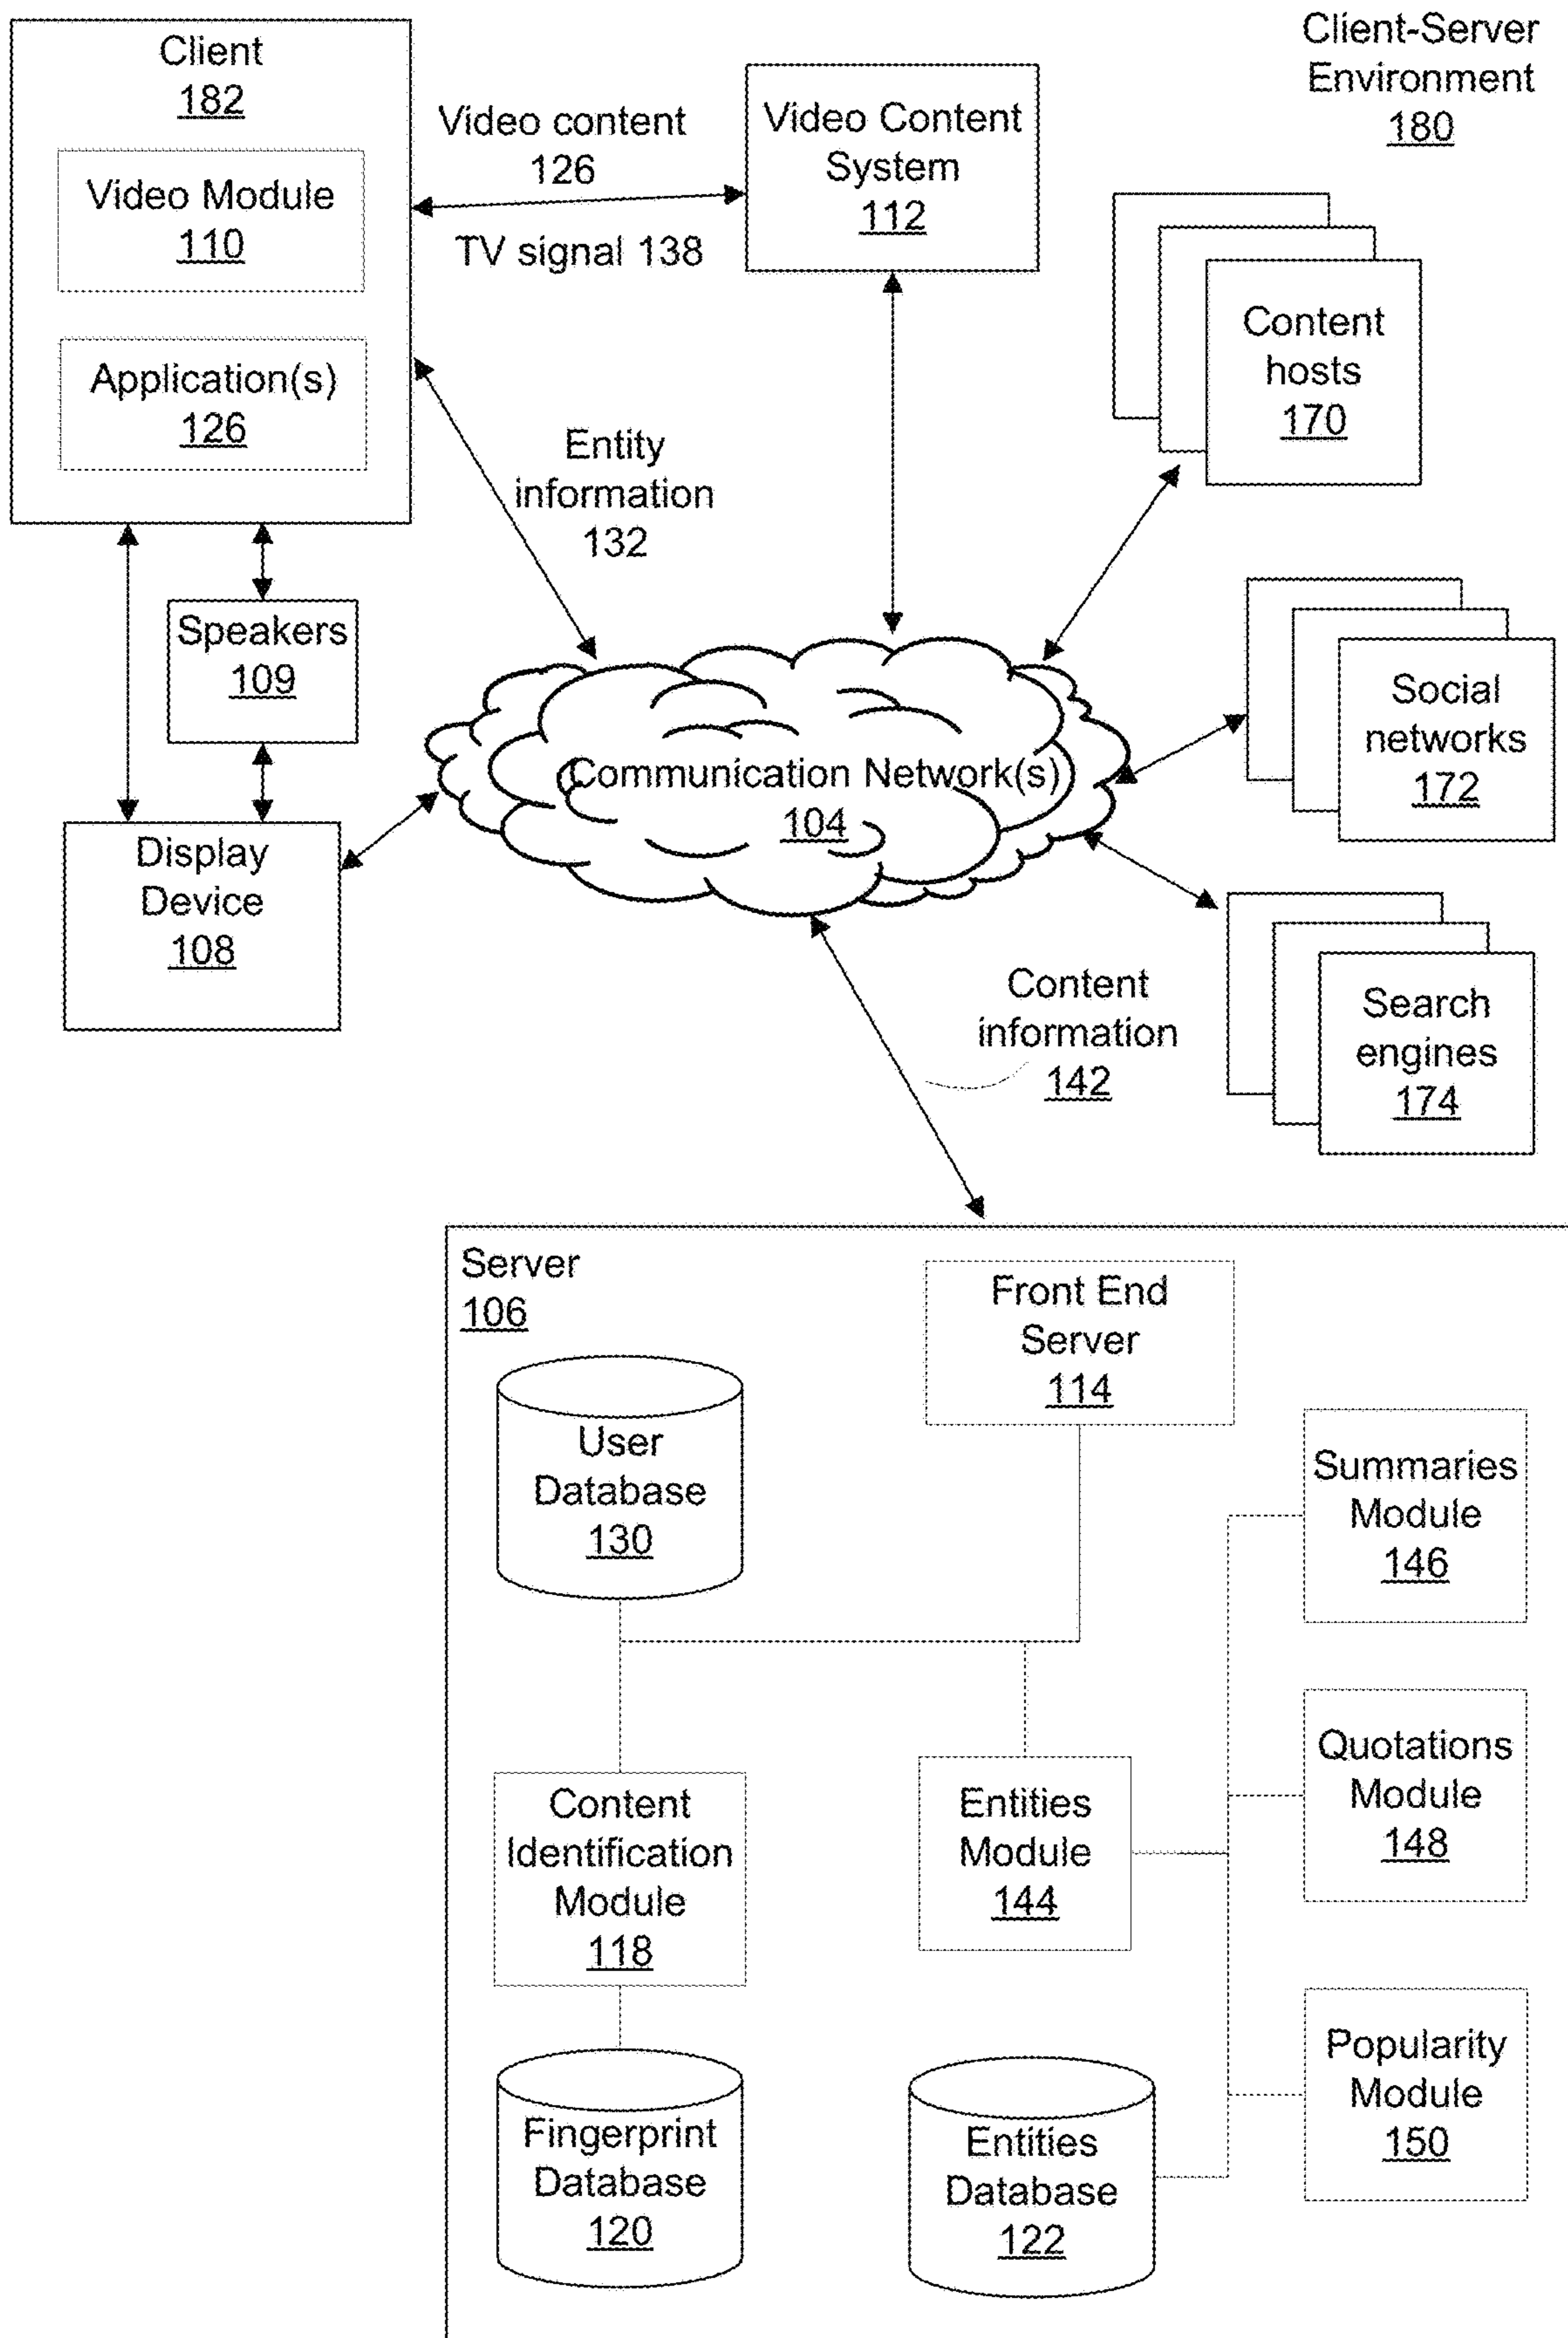 Client
182
Video Module
110
Application(s)
126
Video content
126
TV signal 138
Video Content
System
112
Client-Server
Environment
180
Content
hosts
170
Entity
information
132
Speakers
109
Social
networks
172
Communication Network(s)
104
Display
Device
108
Content
information
142
Search
engines
174
Server
106
Front End
Server
114
User
Database
130
Summaries
Module
146
Quotations
Module
148
Content
Identification
Module
118
Entities
Module
144
Popularity
Module
150
Fingerprint
Database
120
Entities
Database
122